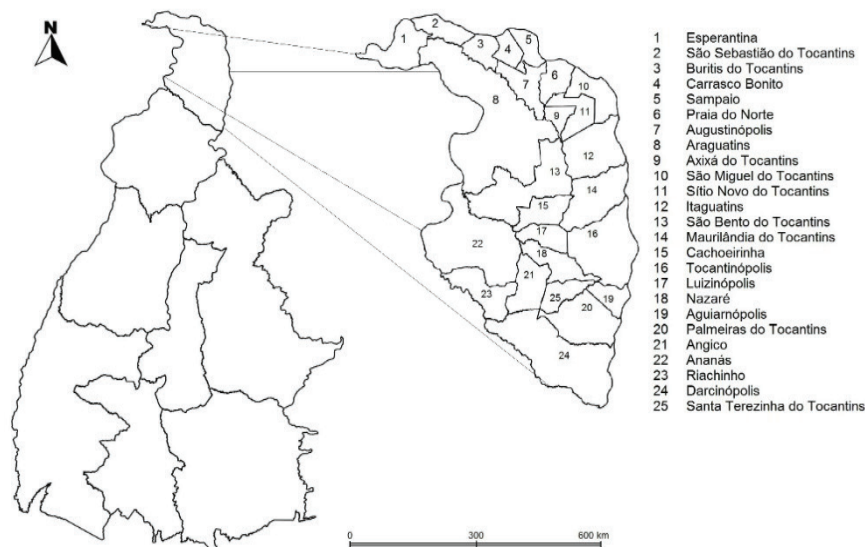 N
1 Esperantina
2 São Sebastião do Tocantins
3 Buritis do Tocantins
4 Carrasco Bonito
5 Sampaio
6 Praia do Norte
7 Augustinópolis
8 Araguatins
9 Axixá do Tocantins
10 São Miguel do Tocantins
11 Sítio Novo do Tocantins
12 Itaguatins
13 São Bento do Tocantins
14 Maurilândia do Tocantins
15 Cachoeirinha
16 Tocantinópolis
17 Luizinópolis
18 Nazaré
19 Aguiarnópolis
20 Palmeiras do Tocantins
21 Angico
22 Ananás
23 Riachinho
24 Darcinópolis
25 Santa Terezinha do Tocantins
2
1
3
4
5
7
6
10
8
9
11
12
13
14
15
16
17
22
18
21
23
25
20
19
24
0 300 600 km